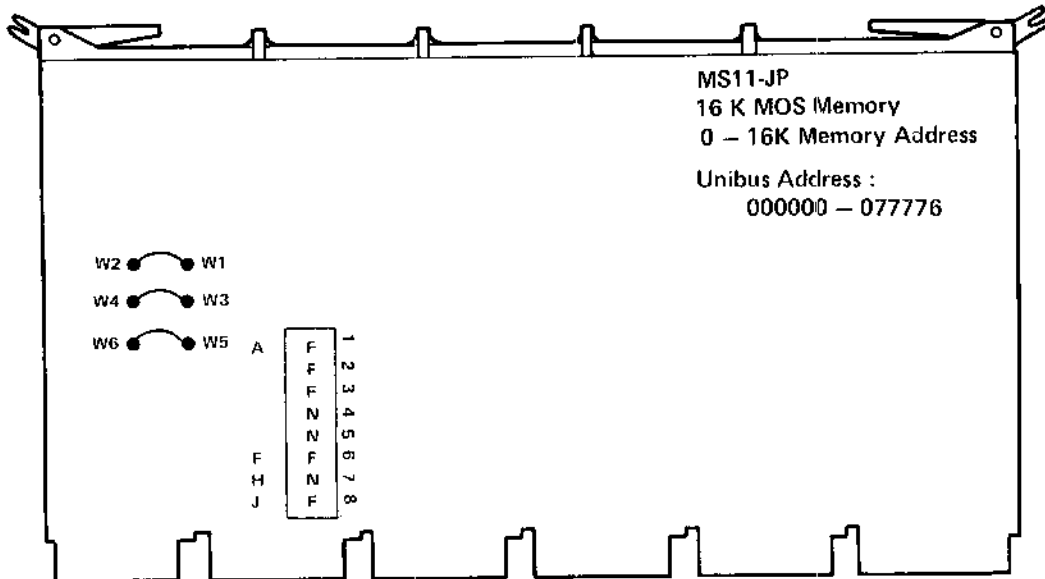 MS11-JP
16 K MOS Memory
0 – 16K Memory Address
Unibus Address :
000000 – 077776
W2 W1
W4 W3
W6 W5
A F 1
F 2
F 3
N 4
N 5
F F 6
H N 7
J F 8